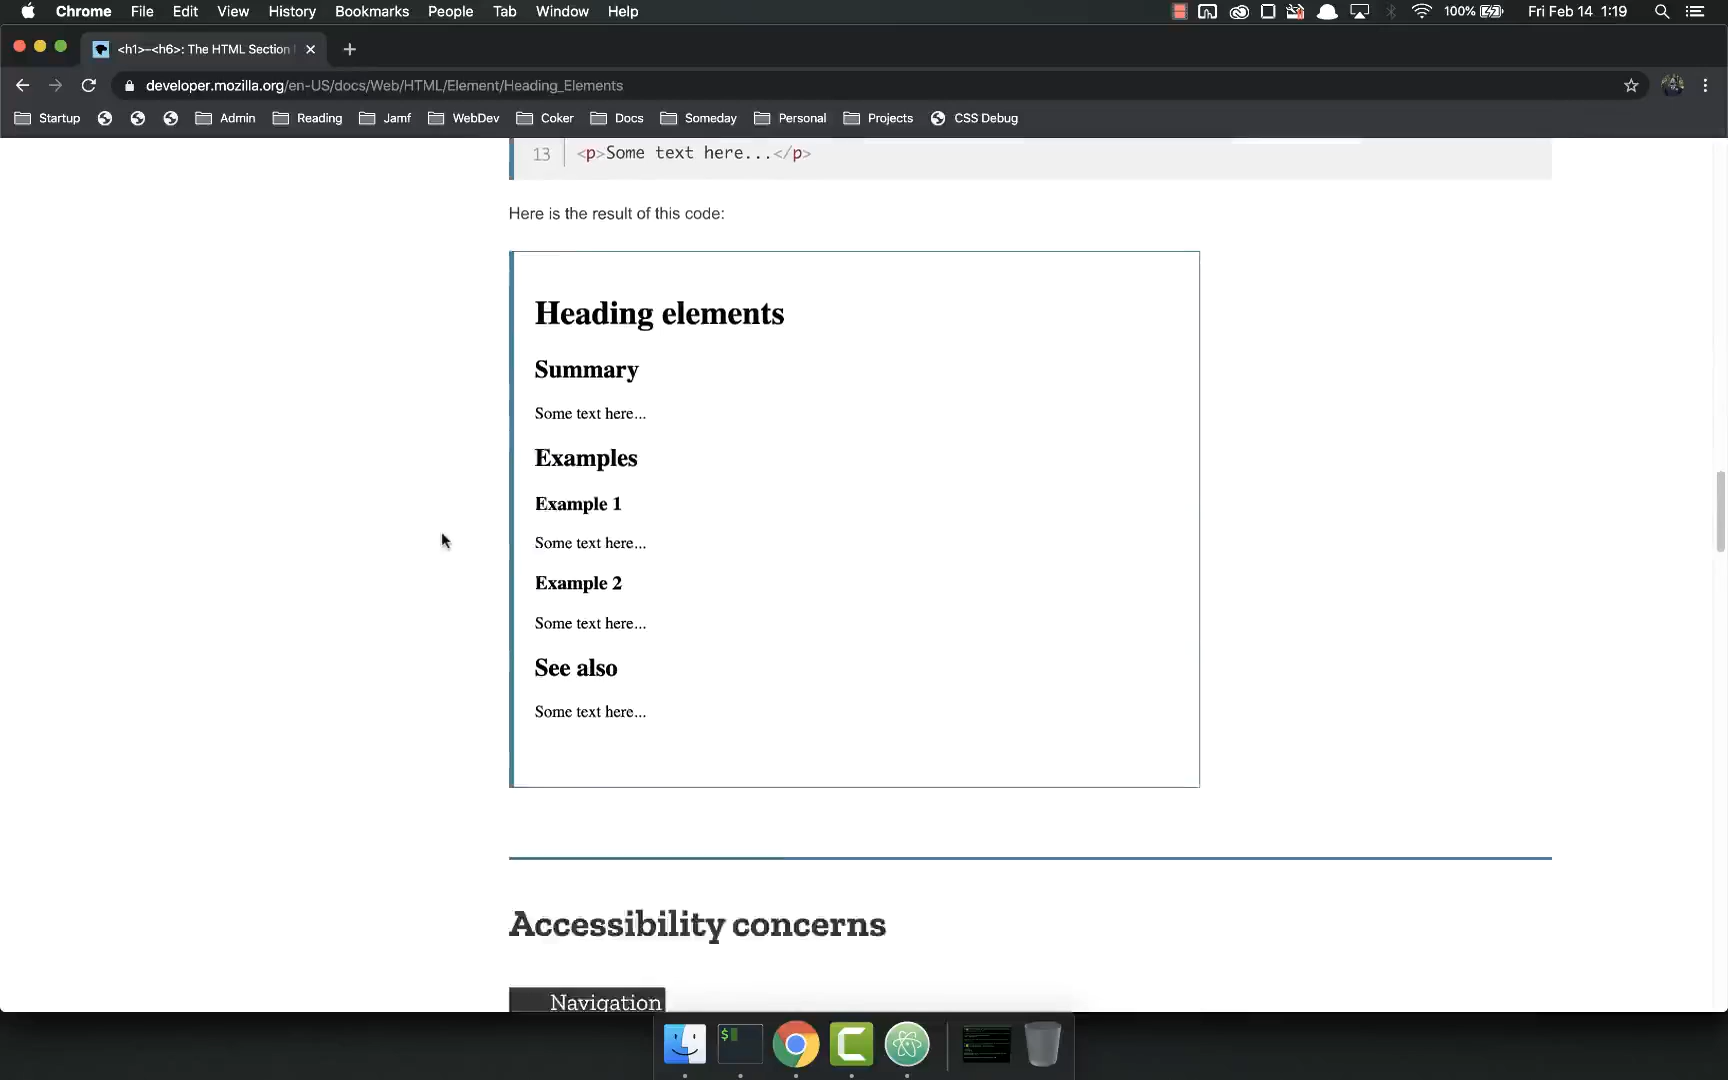 Chrome File Edit View History Bookmarks People Tab Window Help 100% Fri Feb 14 1:19
<h1>–<h6>: The HTML Section
developer.mozilla.org/en-US/docs/Web/HTML/Element/Heading_Elements
Startup Admin Reading Jamf WebDev Coker Docs Someday Personal Projects CSS Debug
13 <p>Some text here...</p>
Here is the result of this code:
Heading elements
Summary
Some text here...
Examples
Example 1
Some text here...
Example 2
Some text here...
See also
Some text here...
Accessibility concerns
Navigation
$